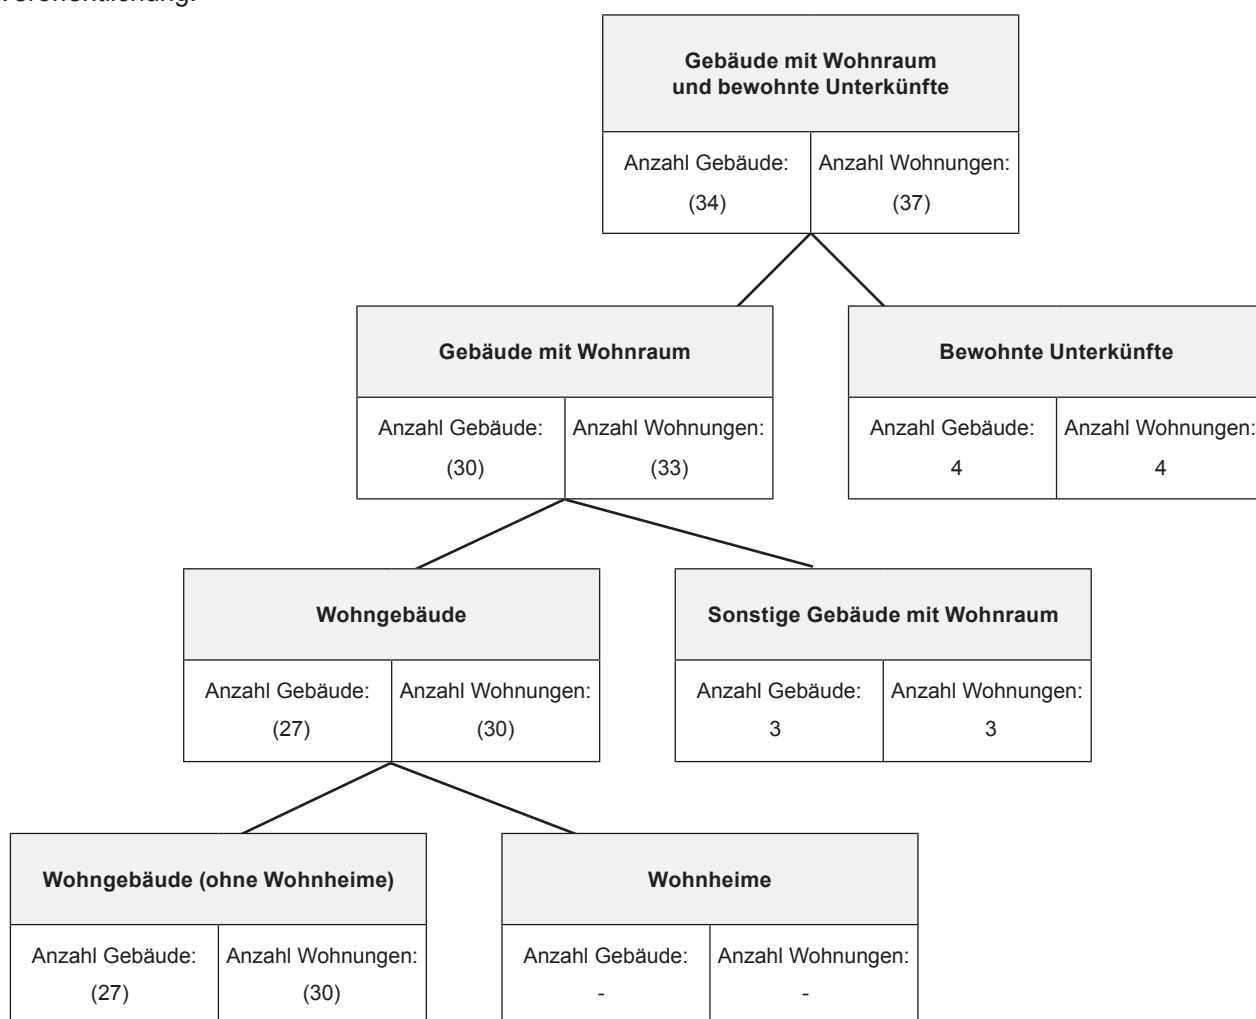 Veröffentlichung.
Gebäude mit Wohnraum
und bewohnte Unterkünfte
Anzahl Gebäude:
(34)
Anzahl Wohnungen:
(37)
Gebäude mit Wohnraum
Anzahl Gebäude:
(30)
Anzahl Wohnungen:
(33)
Bewohnte Unterkünfte
Anzahl Gebäude:
4
Anzahl Wohnungen:
4
Wohngebäude
Anzahl Gebäude:
(27)
Anzahl Wohnungen:
(30)
Sonstige Gebäude mit Wohnraum
Anzahl Gebäude:
3
Anzahl Wohnungen:
3
Wohngebäude (ohne Wohnheime)
Anzahl Gebäude:
(27)
Anzahl Wohnungen:
(30)
Wohnheime
Anzahl Gebäude:
-
Anzahl Wohnungen:
-